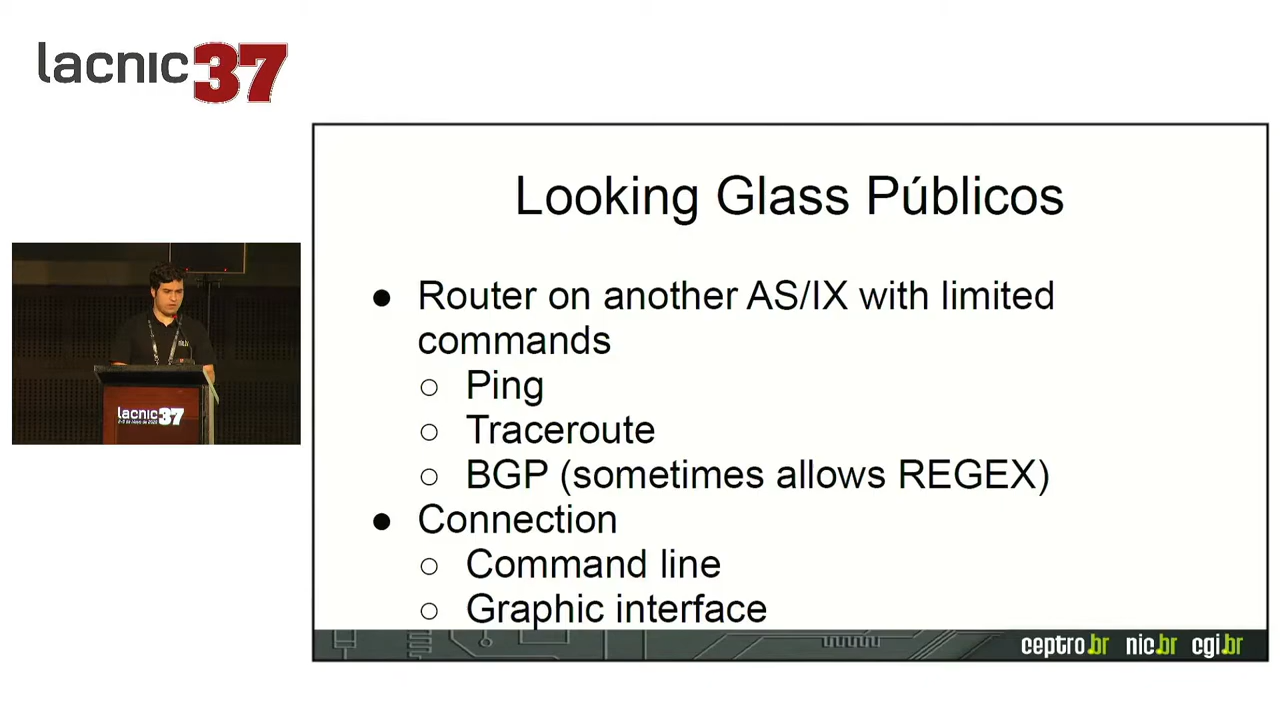 lacnic37
Looking Glass Públicos
● Router on another AS/IX with limited
commands
○ Ping
○ Traceroute
○ BGP (sometimes allows REGEX)
● Connection
○ Command line
○ Graphic interface
ceptro.br nic.br cgi.br
lacnic37